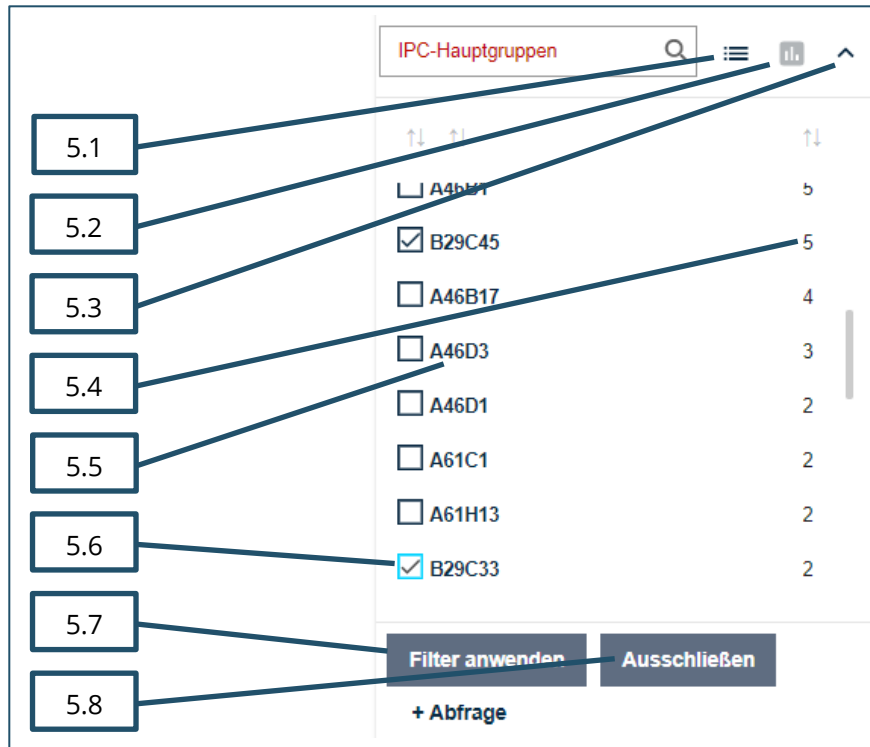 IPC-Hauptgruppen
5.1
A46B1 5
5.2
B29C45 5
5.3
A46B17 4
A46D3 3
5.4
A46D1 2
5.5
A61C1 2
A61H13 2
5.6
B29C33 2
5.7
Filter anwenden Ausschließen
5.8
+ Abfrage